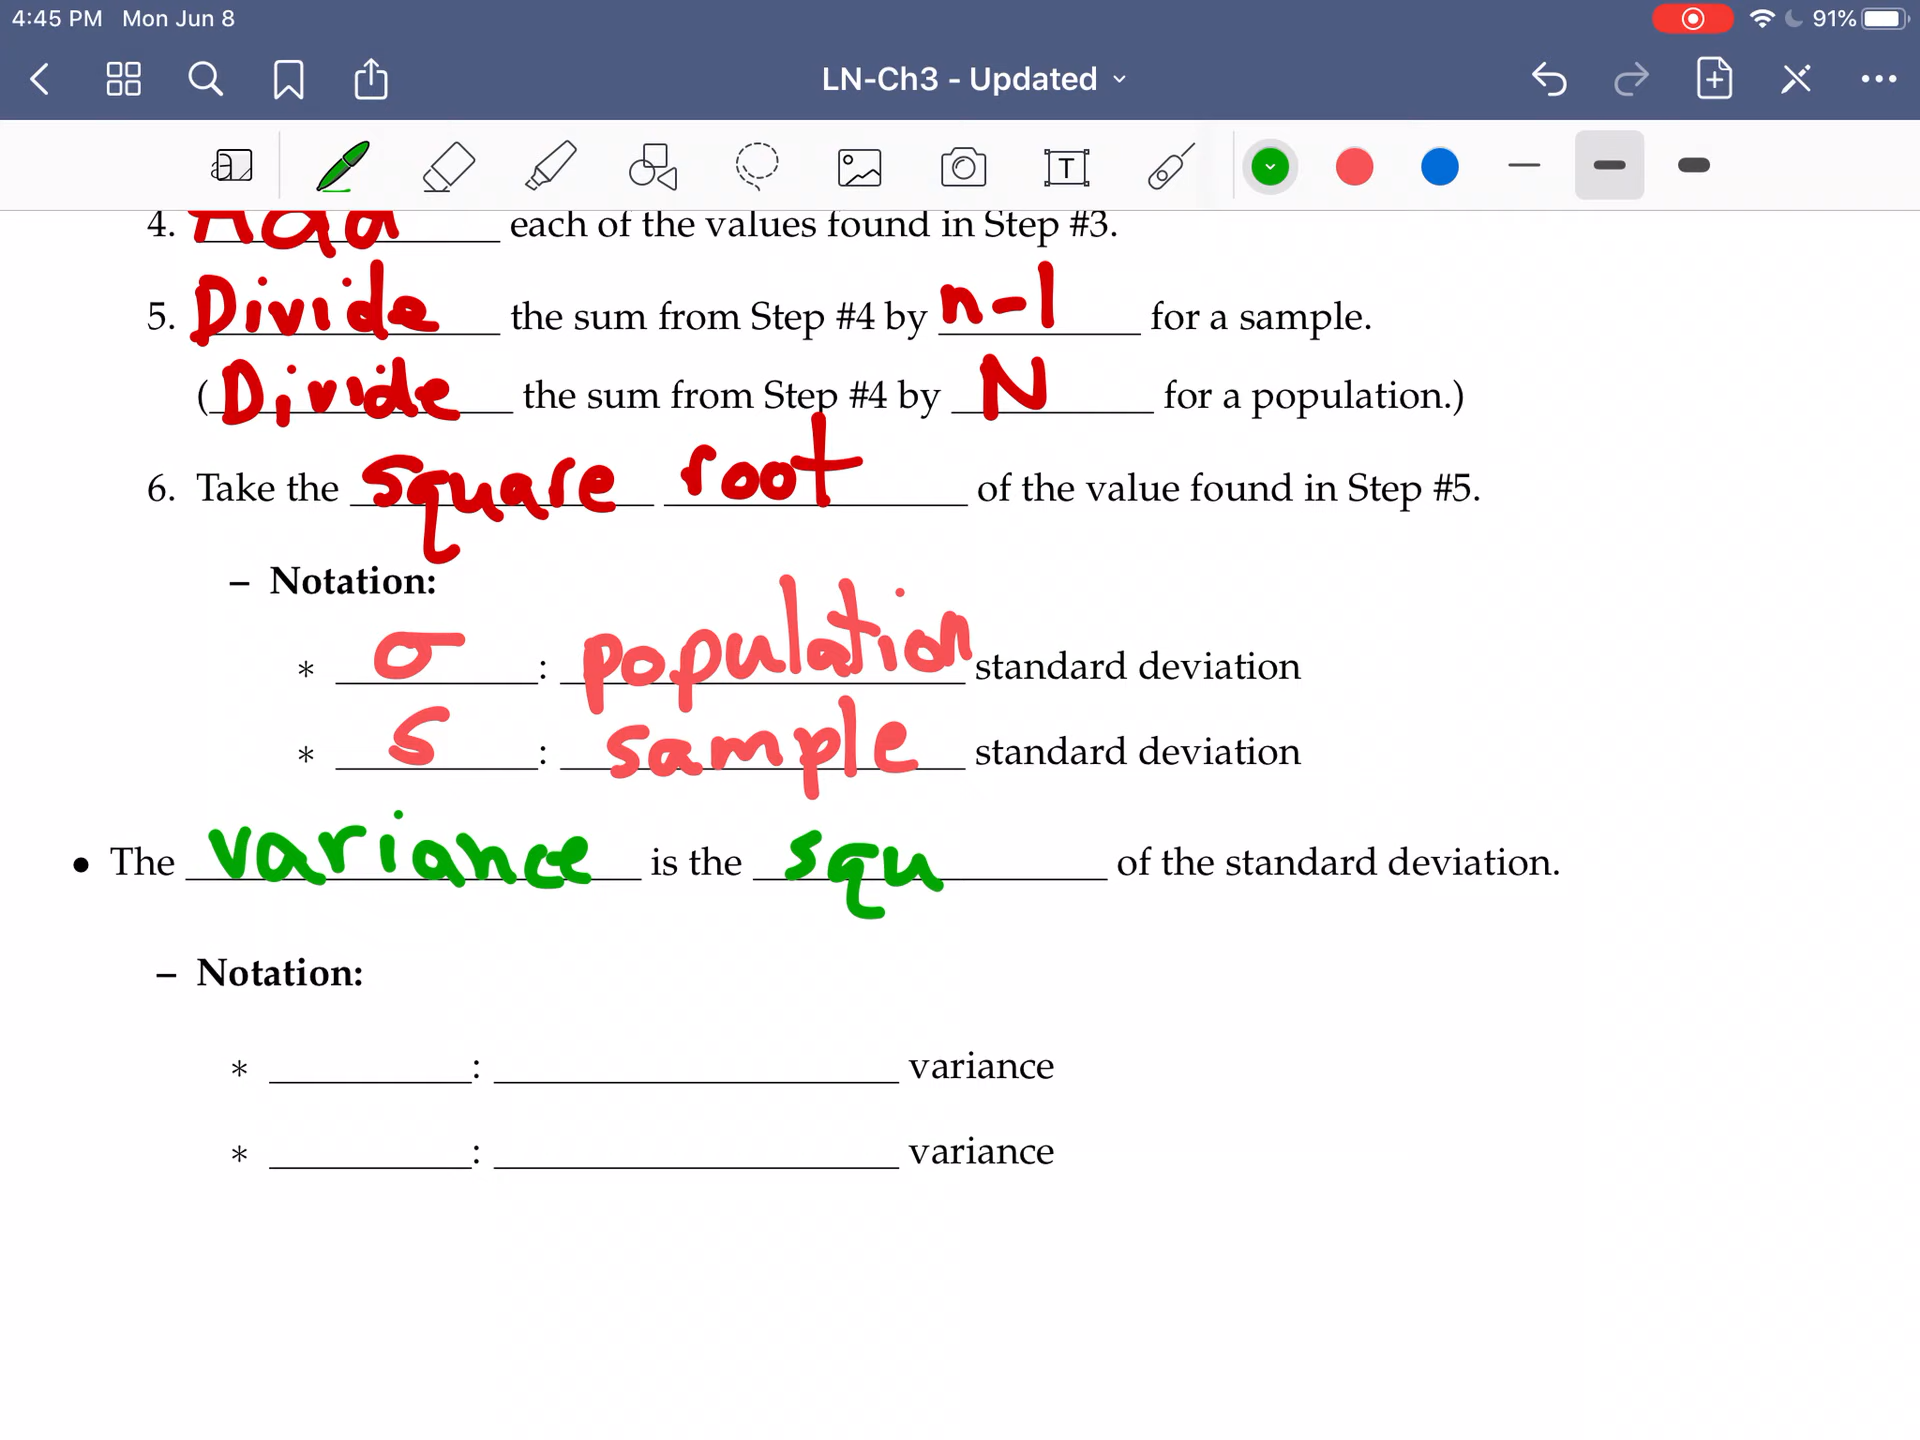 4:45 PM Mon Jun 8 91%
LN-Ch3 - Updated
4. Add each of the values found in Step #3.
5. Divide the sum from Step #4 by n-1 for a sample.
(Divide the sum from Step #4 by N for a population.)
6. Take the square root of the value found in Step #5.
– Notation:
* σ : population standard deviation
* s : sample standard deviation
• The variance is the squ of the standard deviation.
– Notation:
* : variance
* : variance